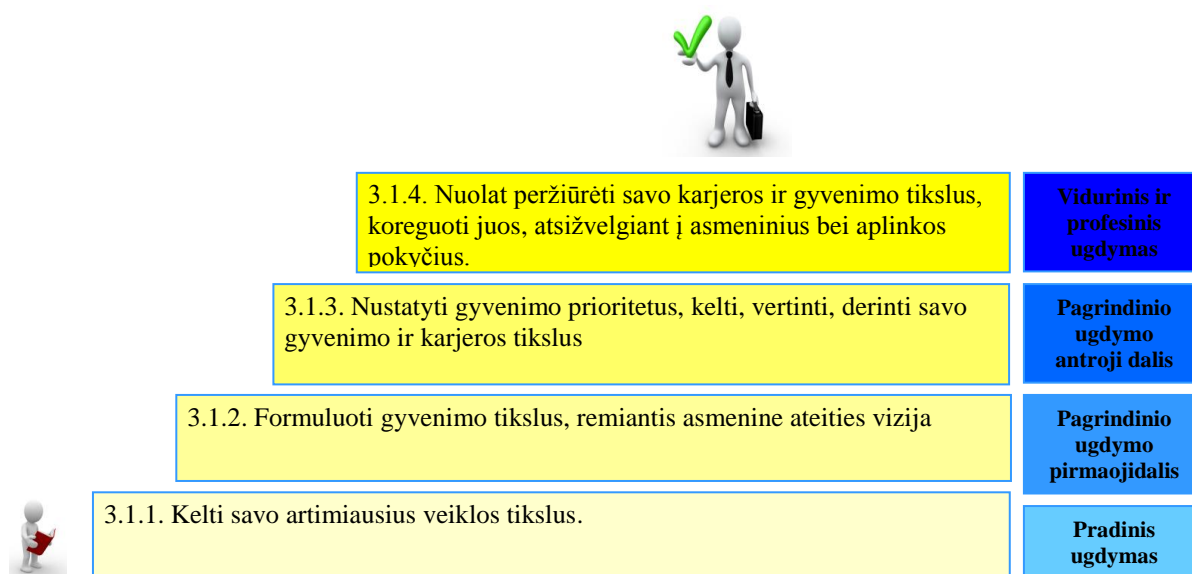 3.1.4. Nuolat peržiūrėti savo karjeros ir gyvenimo tikslus,
koreguoti juos, atsižvelgiant į asmeninius bei aplinkos
pokyčius.
Vidurinis ir
profesinis
ugdymas
3.1.3. Nustatyti gyvenimo prioritetus, kelti, vertinti, derinti savo
gyvenimo ir karjeros tikslus
Pagrindinio
ugdymo
antroji dalis
3.1.2. Formuluoti gyvenimo tikslus, remiantis asmenine ateities vizija
Pagrindinio
ugdymo
pirmaojidalis
3.1.1. Kelti savo artimiausius veiklos tikslus.
Pradinis
ugdymas